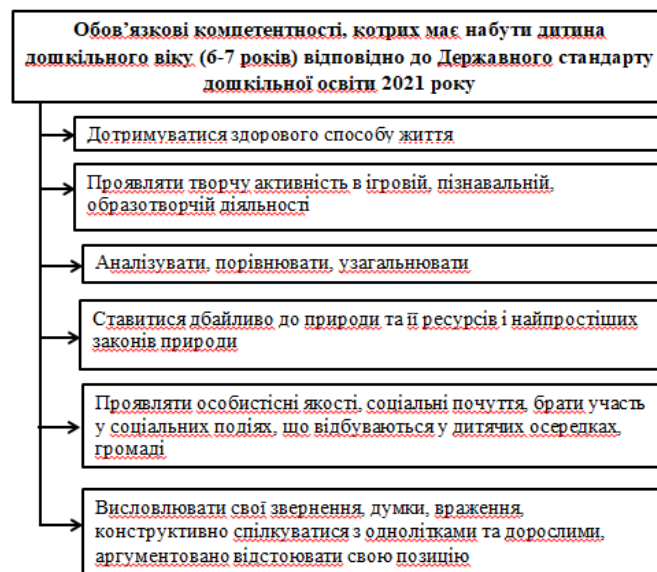 Обов’язкові компетентності, котрих має набути дитина
дошкільного віку (6-7 років) відповідно до Державного стандарту
дошкільної освіти 2021 року
Дотримуватися здорового способу життя
Проявляти творчу активність в ігровій, пізнавальній,
образотворчій діяльності
Аналізувати, порівнювати, узагальнювати
Ставитися дбайливо до природи та її ресурсів і найпростіших
законів природи
Проявляти особистісні якості, соціальні почуття, брати участь
у соціальних подіях, що відбуваються у дитячих осередках,
громаді
Висловлювати свої звернення, думки, враження,
конструктивно спілкуватися з однолітками та дорослими,
аргументовано відстоювати свою позицію